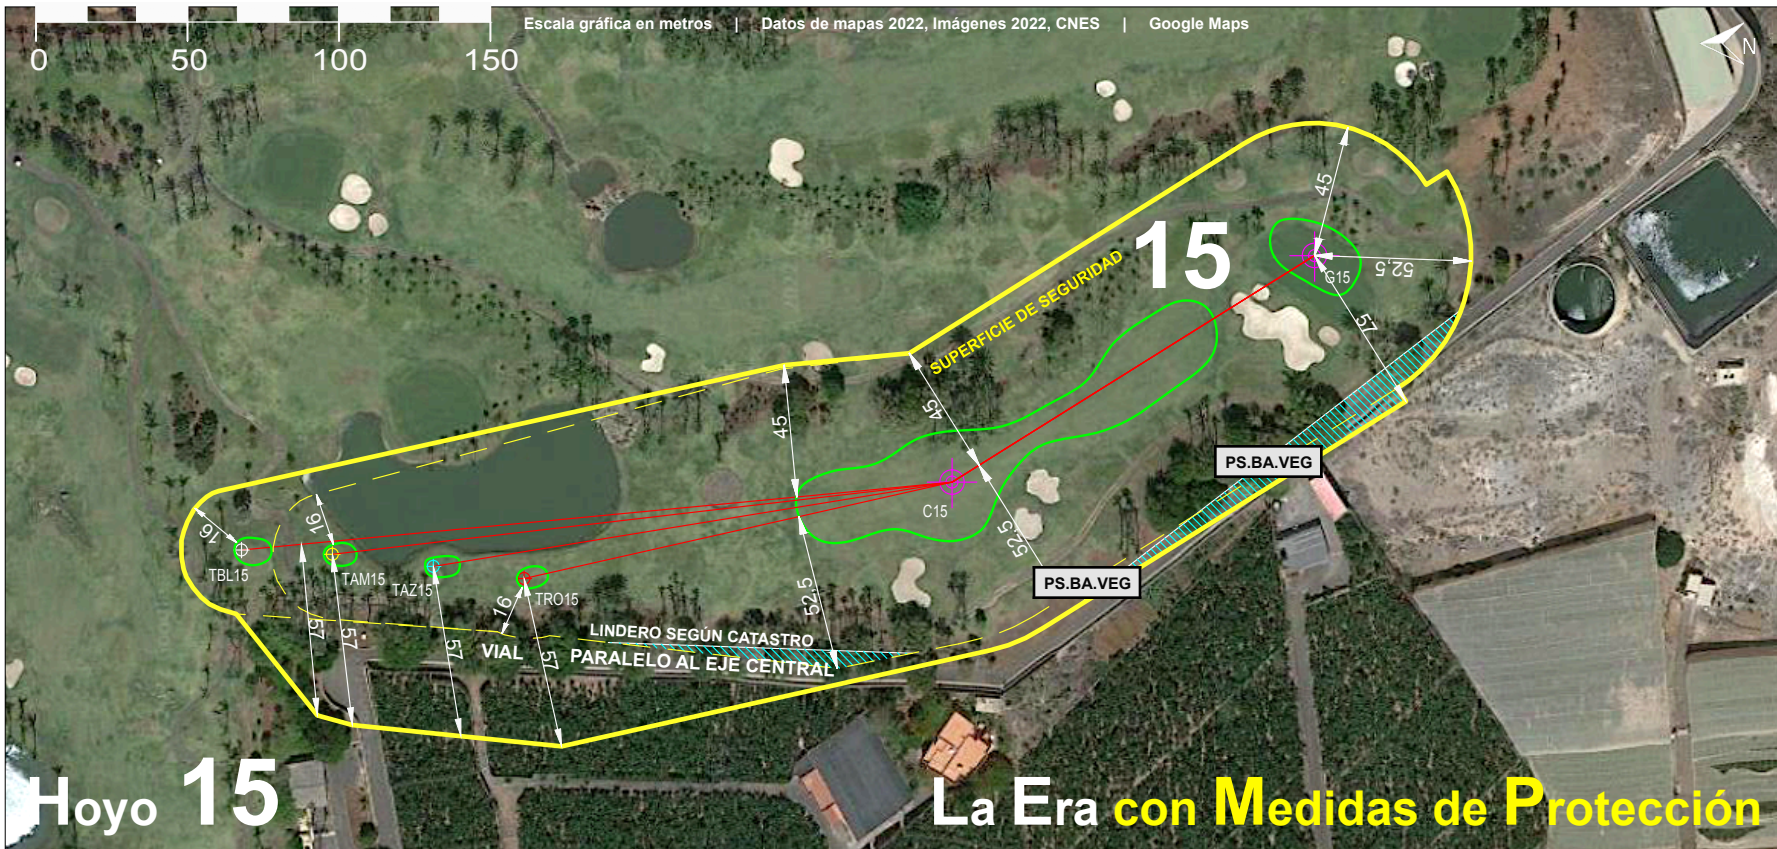 Escala gráfica en metros | Datos de mapas 2022, Imágenes 2022, CNES | Google Maps
0 50 100 150
N
45
15
SUPERFICIE DE SEGURIDAD
G15
52,5
57
45
45
PS.BA.VEG
C15
52,5
16
16
TBL15
TAM15
TAZ15
TRO15
PS.BA.VEG
52,5
16
57
57
57
57
LINDERO SEGÚN CATASTRO
VIAL
PARALELO AL EJE CENTRAL
Hoyo 15
La Era con Medidas de Protección